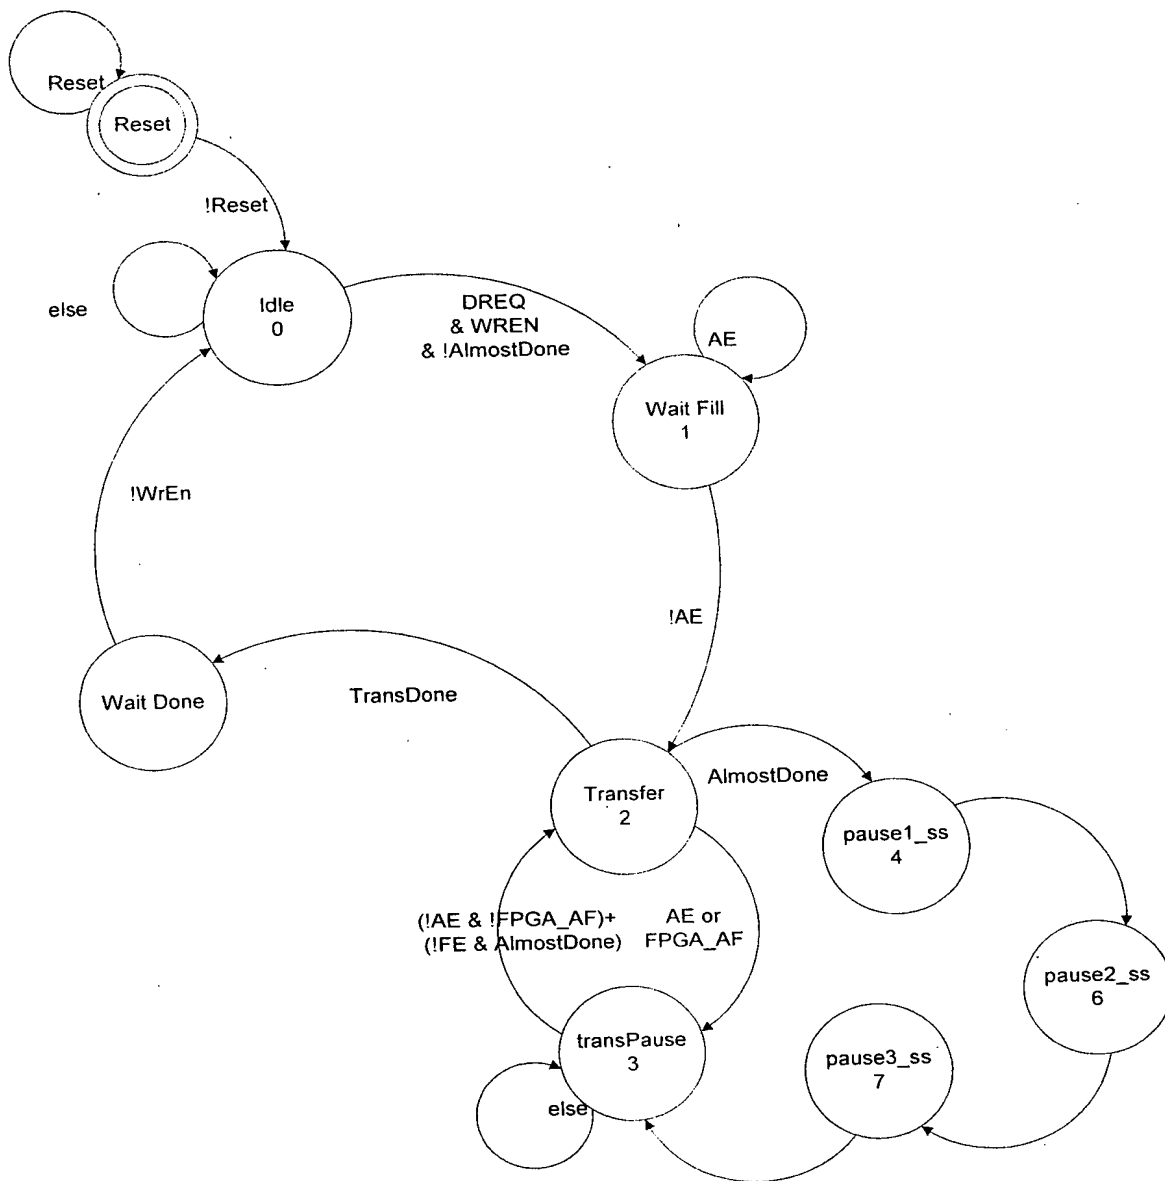 Reset
Reset
!Reset
Idle
0
else
DREQ
& WREN
& !AlmostDone
AE
Wait Fill
1
!WrEn
!AE
Wait Done
TransDone
Transfer
2
AlmostDone
pause1_ss
4
(!AE & !FPGA_AF)+
(!FE & AlmostDone)
AE or
FPGA_AF
pause2_ss
6
transPause
3
pause3_ss
7
else